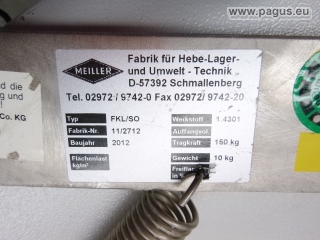 www.pagus.eu
MEILLER
Fabrik für Hebe-Lager-
und Umwelt - Technik
D-57392 Schmallenberg
Tel. 02972 / 9742-0 Fax 02972/ 9742-20
Typ FKL/SO Werkstoff 1.4301
Fabrik-Nr. 11/2712 Auffangvol.
Baujahr 2012 Tragkraft 150 kg
Flächenlast kg/m² Gewicht 10 kg
Co. KG